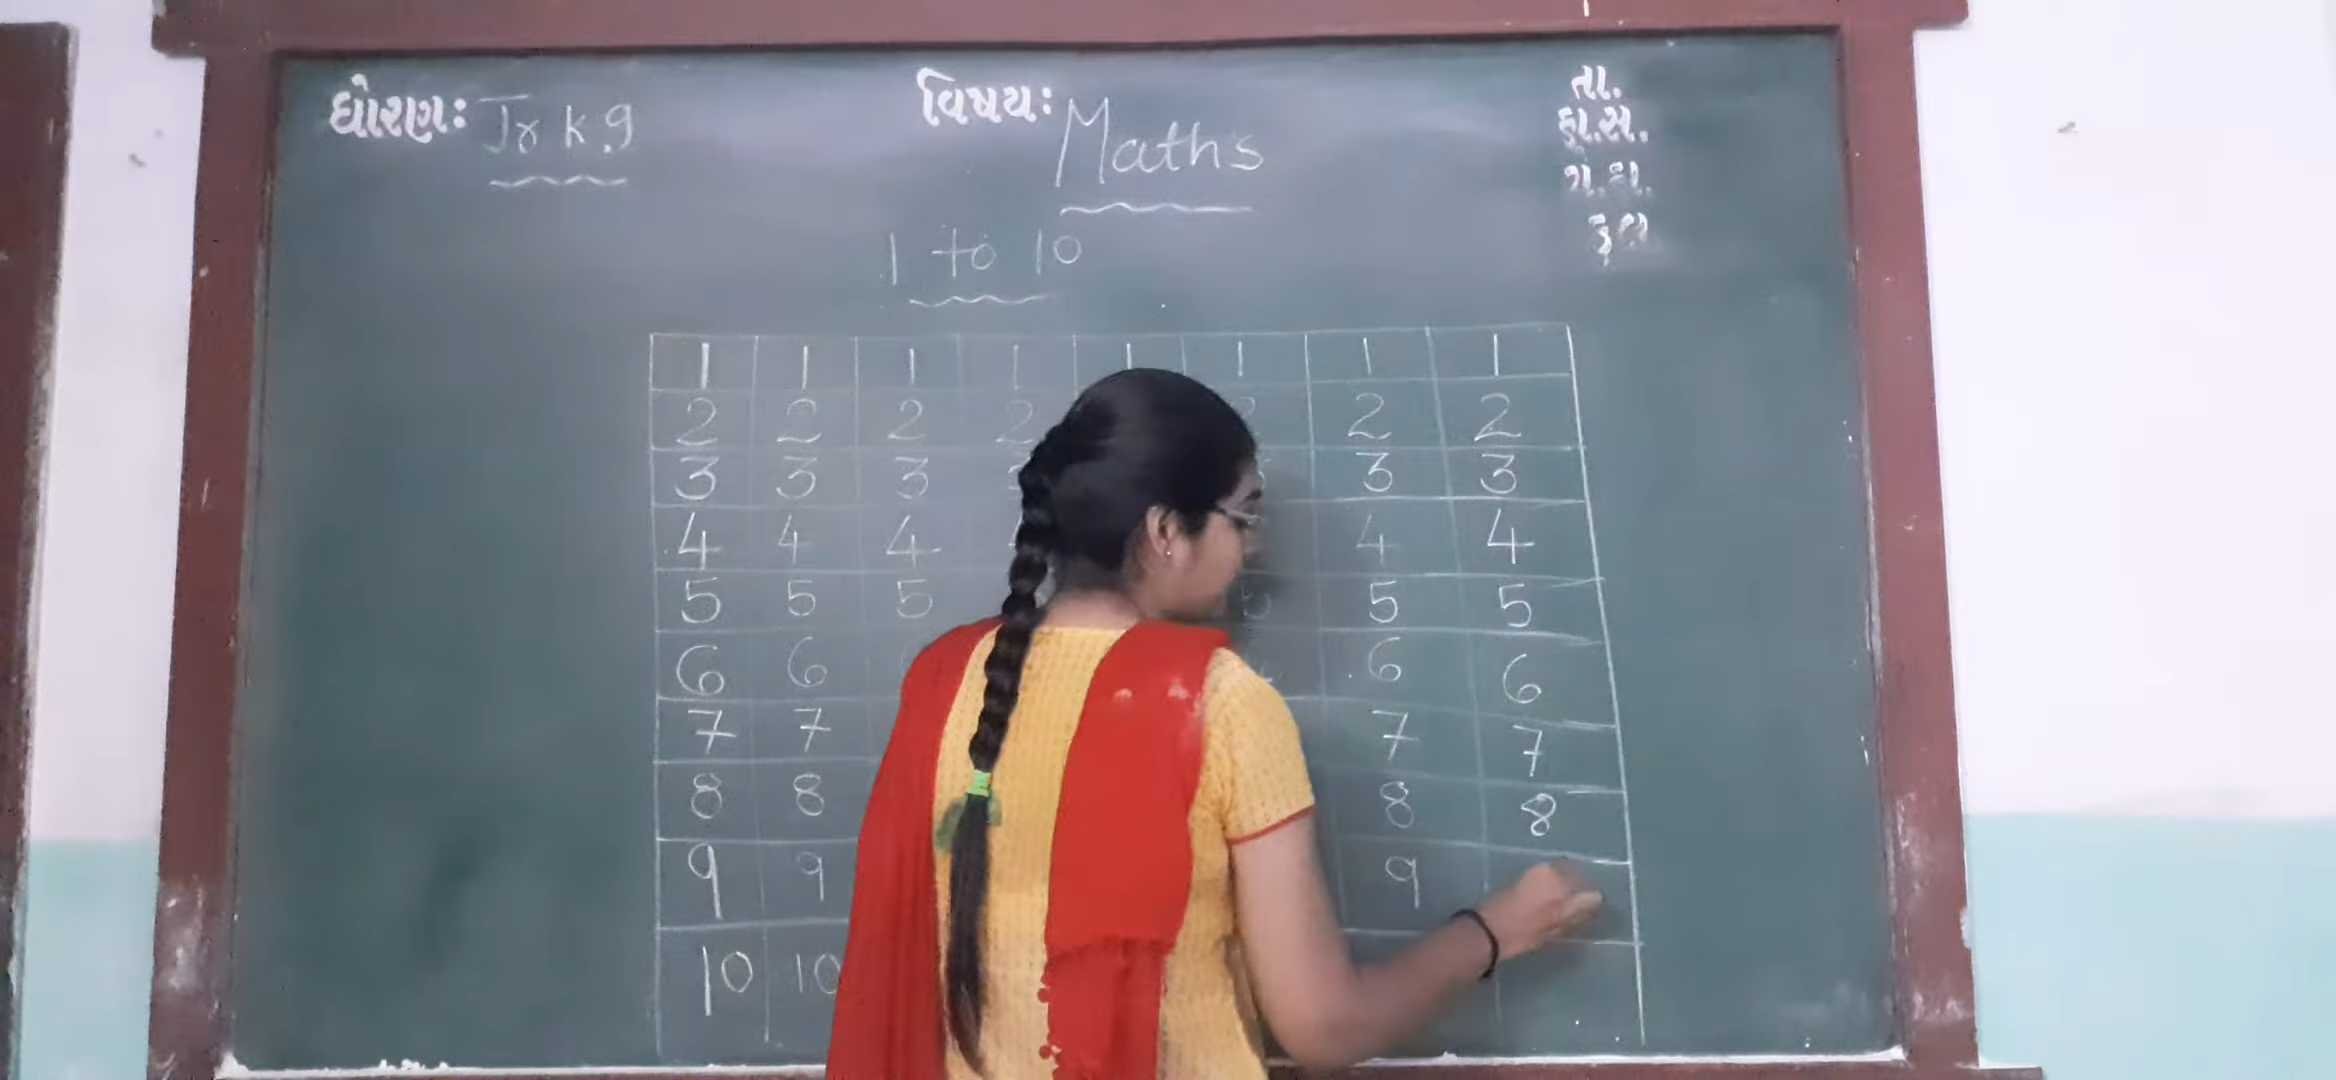 ધોરણ: Jr k.g
વિષય: Maths
તા.
હા.સ.
ગે.હા.
કુલ
1 to 10
1 1 1 1 1 1 1 1
2 2 2 2 2 2 2
3 3 3 3 3
4 4 4 4 4
5 5 5 5 5 5
6 6 6 6
7 7 7 7
8 8 8 8
9 9 9
10 10